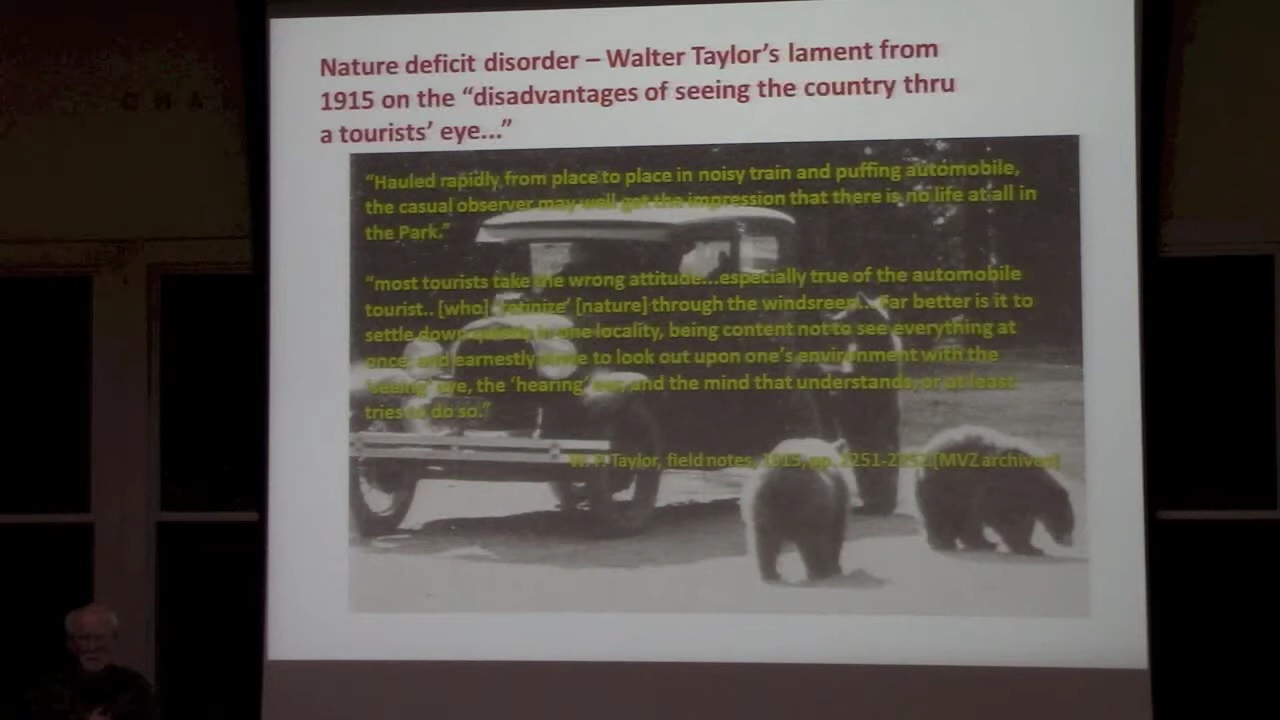 Nature deficit disorder – Walter Taylor's lament from
1915 on the “disadvantages of seeing the country thru
a tourists' eye...”
“Hauled rapidly from place to place in noisy train and puffing automobile,
the casual observer may well get the impression that there is no life at all in
the Park.”
“most tourists take the wrong attitude...especially true of the automobile
tourist.. [who] ‘retinize’ [nature] through the windsreen... Far better is it to
settle down quietly in one locality, being content not to see everything at
once, and earnestly to look out upon one's environment with the
‘seeing’ eye, the ‘hearing’ and the mind that understands, or at least
tries to do so.”
W. P. Taylor, field notes, 1915, pp. (MVZ archives)